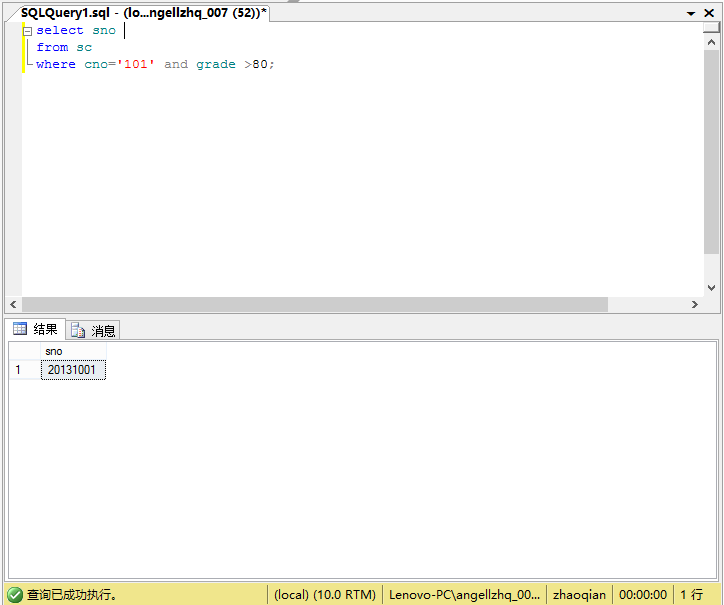 SQLQuery1.sql - (lo...ngellzhq_007 (52))*
select sno
from sc
where cno='101' and grade >80;
结果 消息
sno
1 20131001
查询已成功执行。 (local) (10.0 RTM) Lenovo-PC\angellzhq_00... zhaoqian 00:00:00 1 行